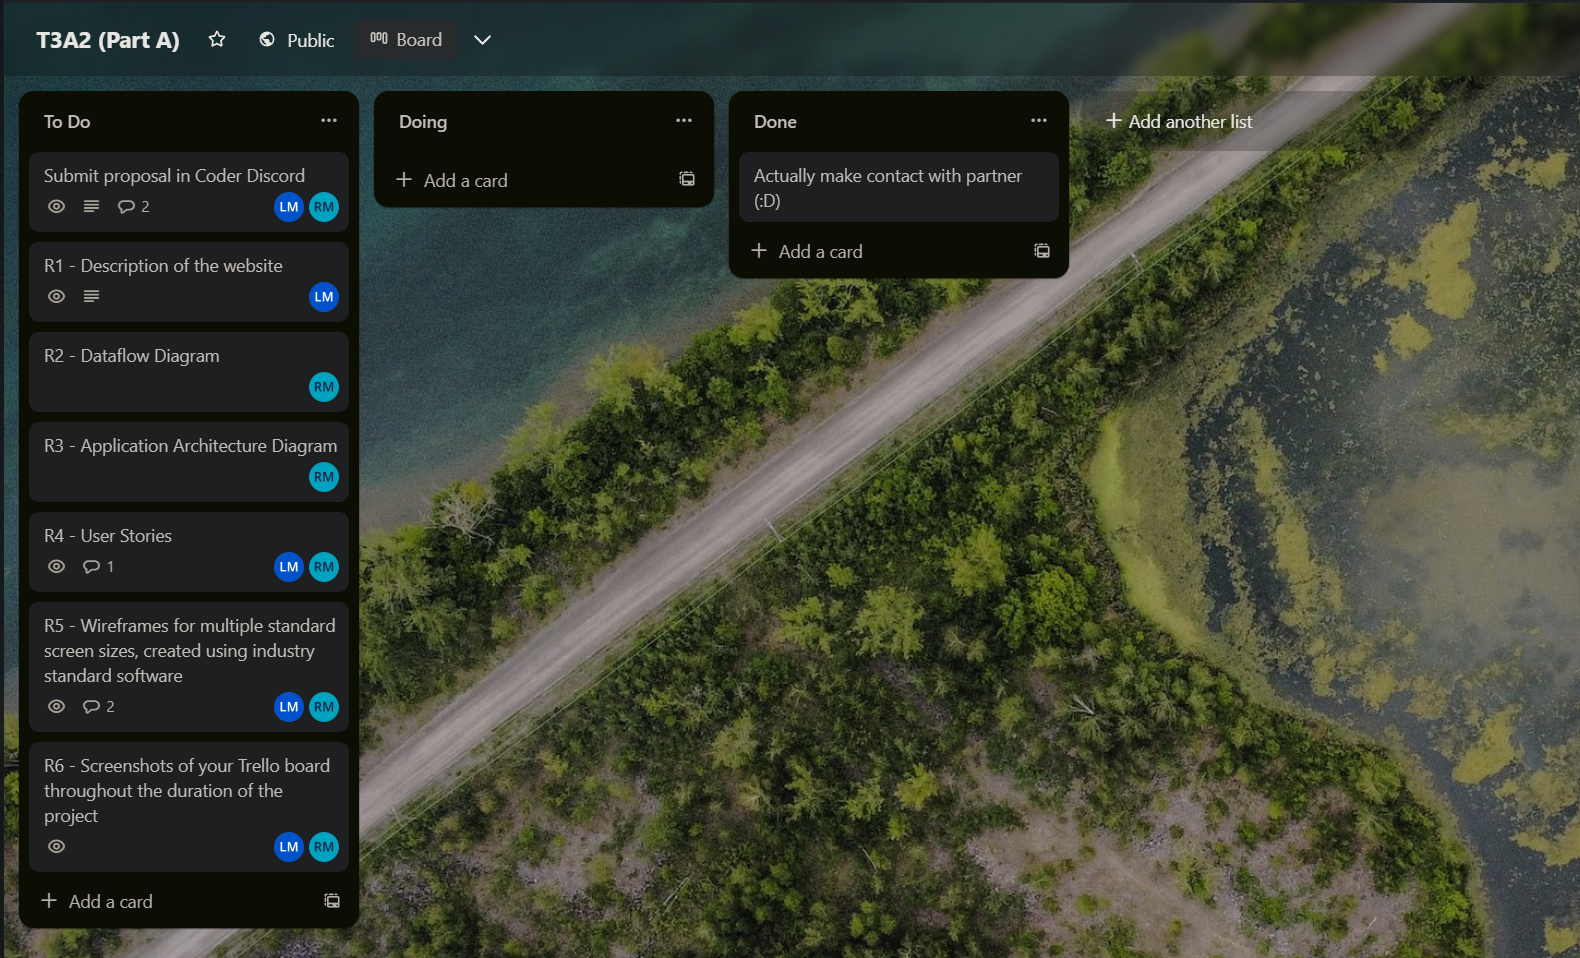 T3A2 (Part A)
Public
Board
To Do
Submit proposal in Coder Discord
2
LM
RM
R1 - Description of the website
LM
R2 - Dataflow Diagram
RM
R3 - Application Architecture Diagram
RM
R4 - User Stories
1
LM
RM
R5 - Wireframes for multiple standard
screen sizes, created using industry
standard software
2
LM
RM
R6 - Screenshots of your Trello board
throughout the duration of the
project
LM
RM
+ Add a card
Doing
+ Add a card
Done
Actually make contact with partner
(:D)
+ Add a card
+ Add another list